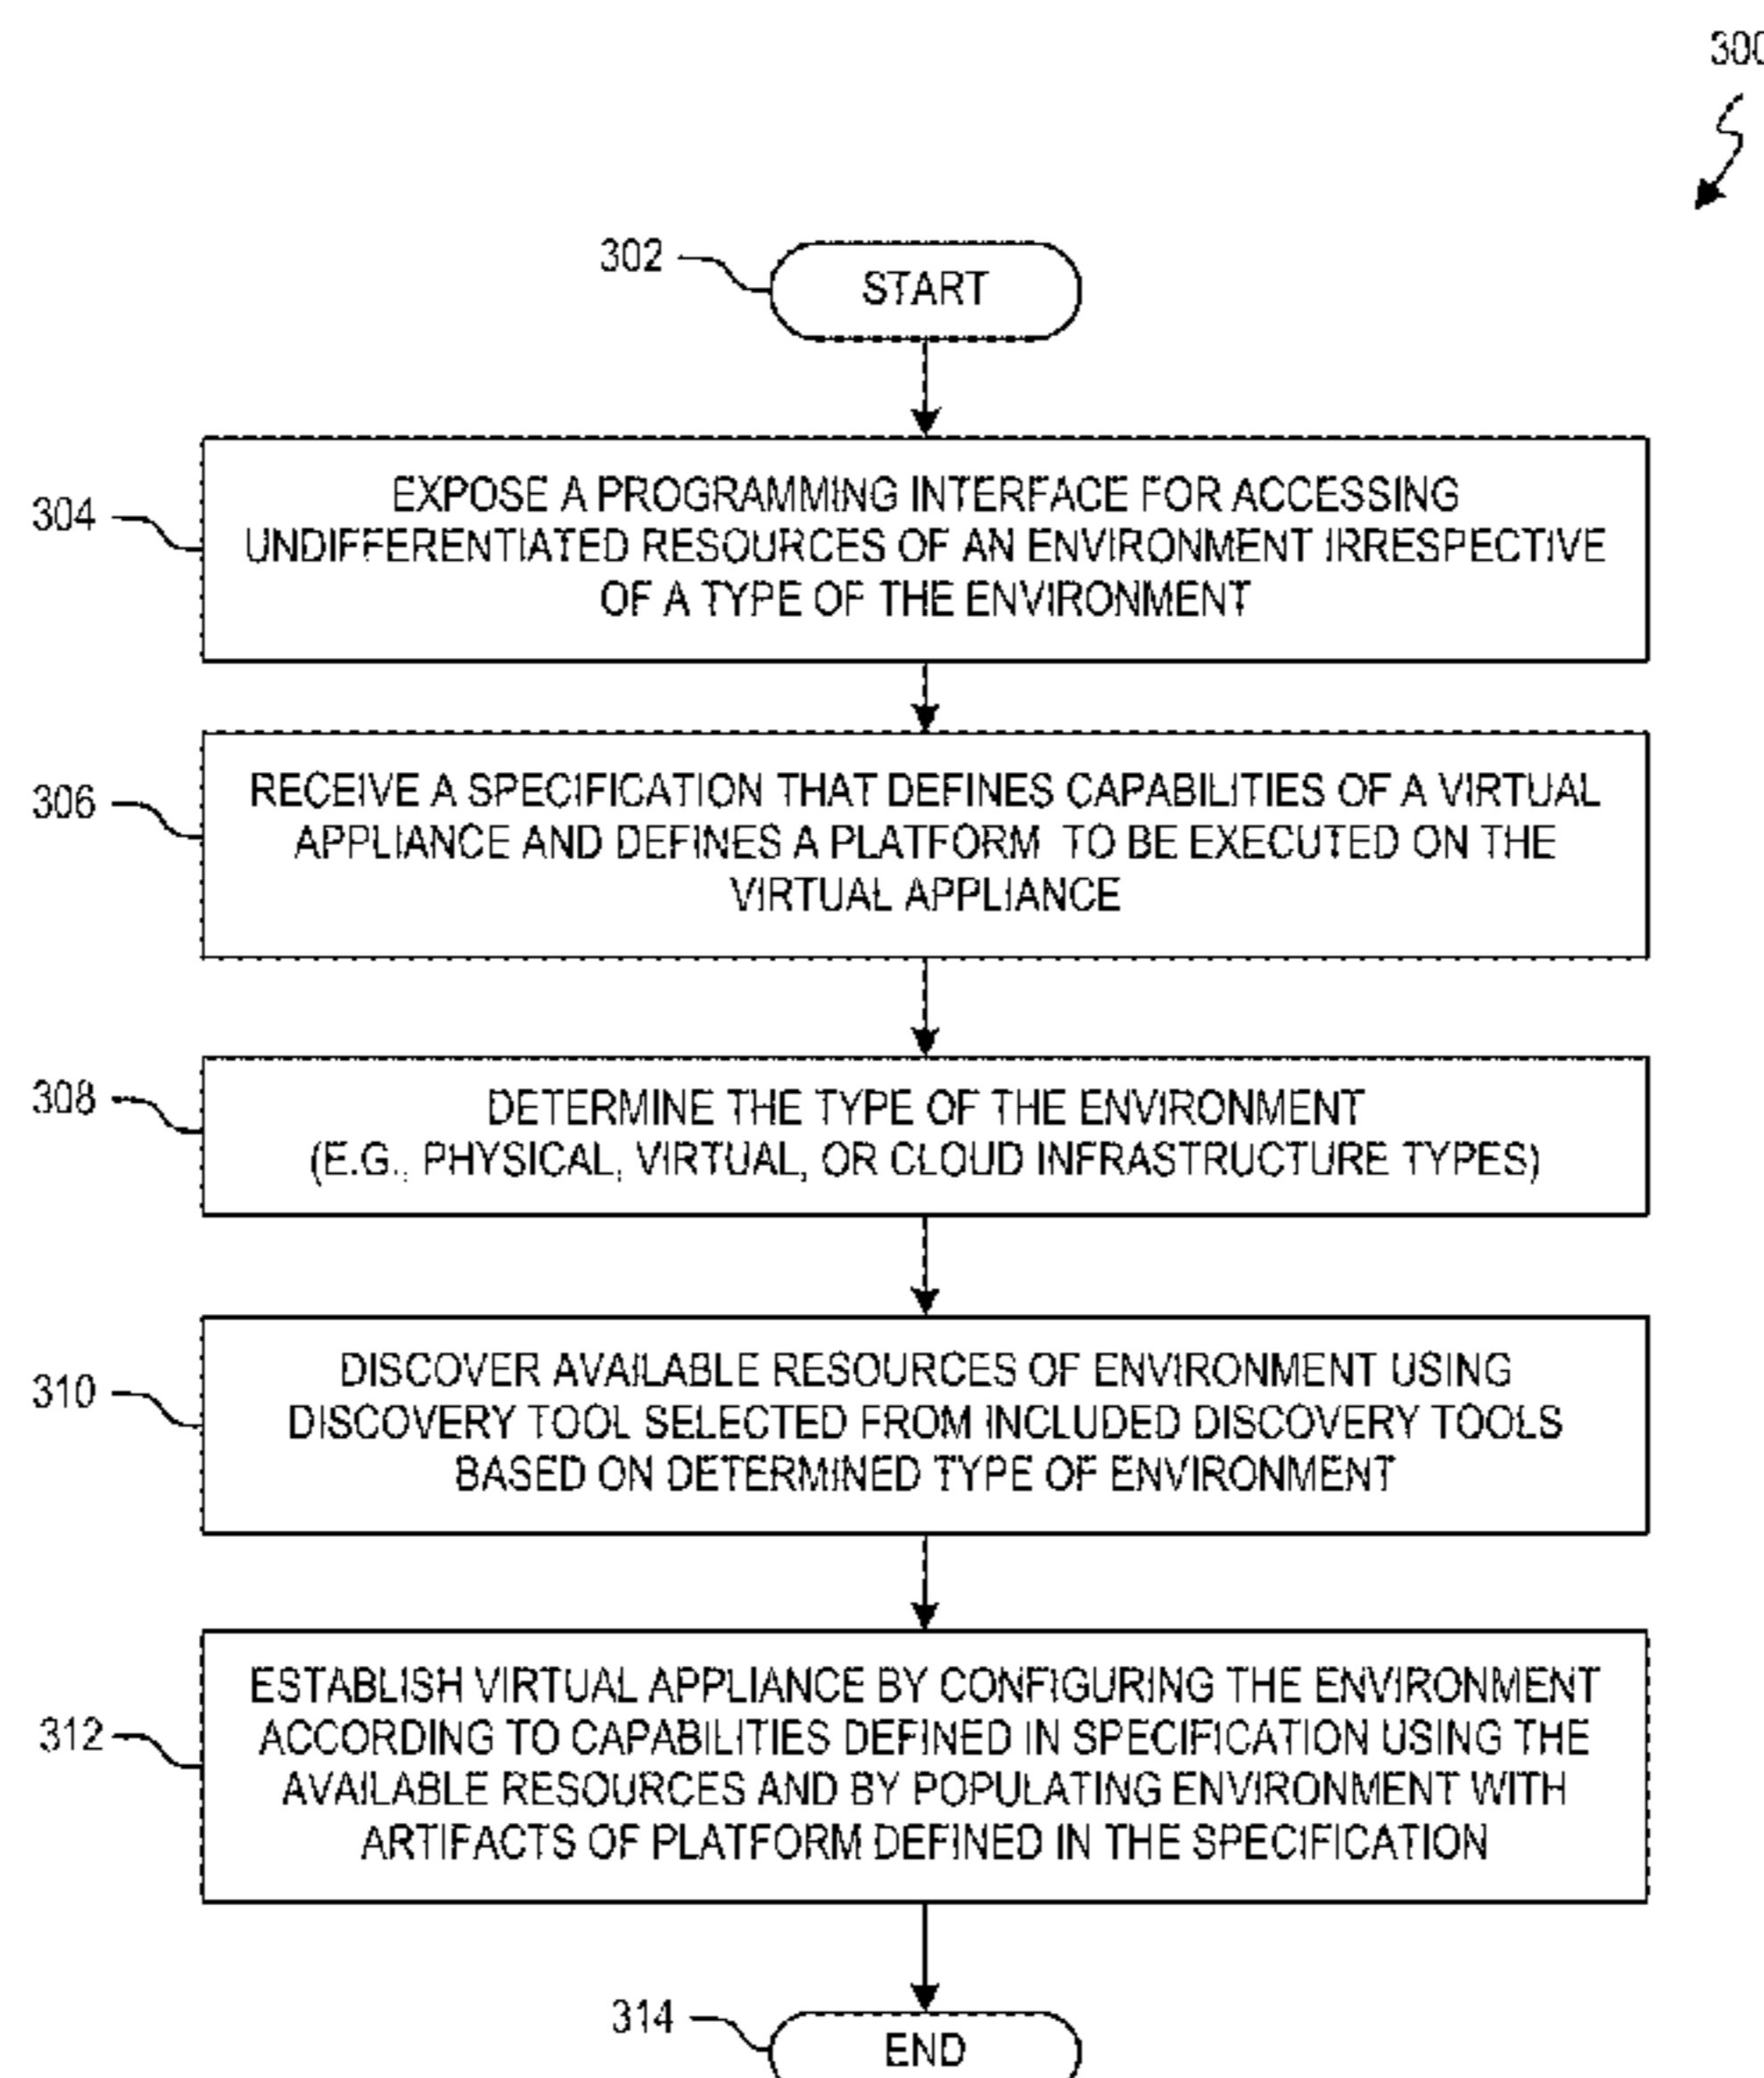 300
302
START
304
EXPOSE A PROGRAMMING INTERFACE FOR ACCESSING
UNDIFFERENTIATED RESOURCES OF AN ENVIRONMENT IRRESPECTIVE
OF A TYPE OF THE ENVIRONMENT
306
RECEIVE A SPECIFICATION THAT DEFINES CAPABILITIES OF A VIRTUAL
APPLIANCE AND DEFINES A PLATFORM TO BE EXECUTED ON THE
VIRTUAL APPLIANCE
308
DETERMINE THE TYPE OF THE ENVIRONMENT
(E.G., PHYSICAL, VIRTUAL, OR CLOUD INFRASTRUCTURE TYPES)
310
DISCOVER AVAILABLE RESOURCES OF ENVIRONMENT USING
DISCOVERY TOOL SELECTED FROM INCLUDED DISCOVERY TOOLS
BASED ON DETERMINED TYPE OF ENVIRONMENT
312
ESTABLISH VIRTUAL APPLIANCE BY CONFIGURING THE ENVIRONMENT
ACCORDING TO CAPABILITIES DEFINED IN SPECIFICATION USING THE
AVAILABLE RESOURCES AND BY POPULATING ENVIRONMENT WITH
ARTIFACTS OF PLATFORM DEFINED IN THE SPECIFICATION
314
END